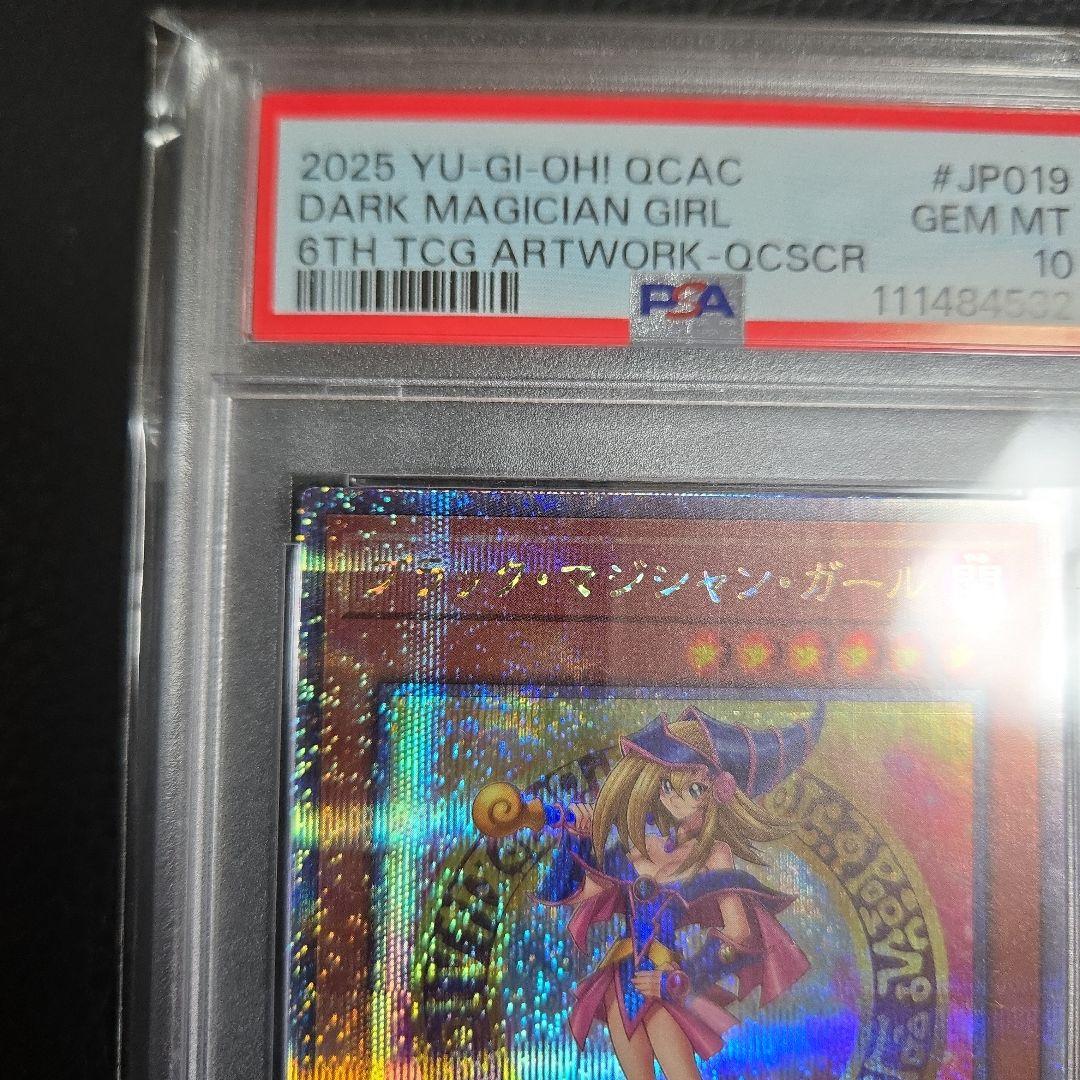 2025 YU-GI-OH! QCAC #JP019
DARK MAGICIAN GIRL GEM MT
6TH TCG ARTWORK-QCSCR 10
PSA 111484532
ブラック・マジシャン・ガール 闇